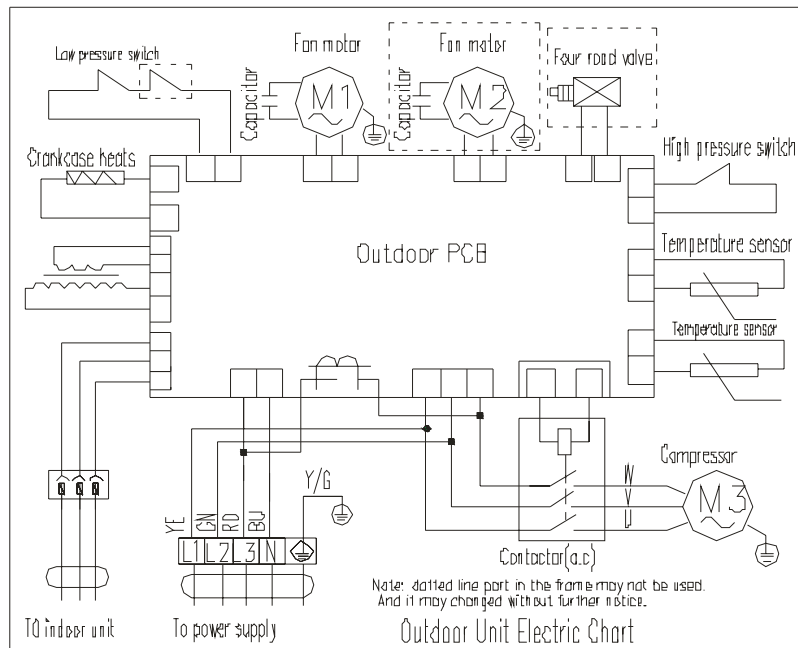 Low pressure switch
Fan motor
Fan motor
Four road valve
Capacitor
M1
Capacitor
M2
Crankcase heats
High pressure switch
Outdoor PCB
Temperature sensor
Temperature sensor
Y/G
YE
GN
RD
BU
W
V
U
Compressor
M3
L1
L2
L3
N
Contactor(a.c)
Note: dotted line part in the frame may not be used.
And it may changed without further notice.
TO indoor unit
To power supply
Outdoor Unit Electric Chart